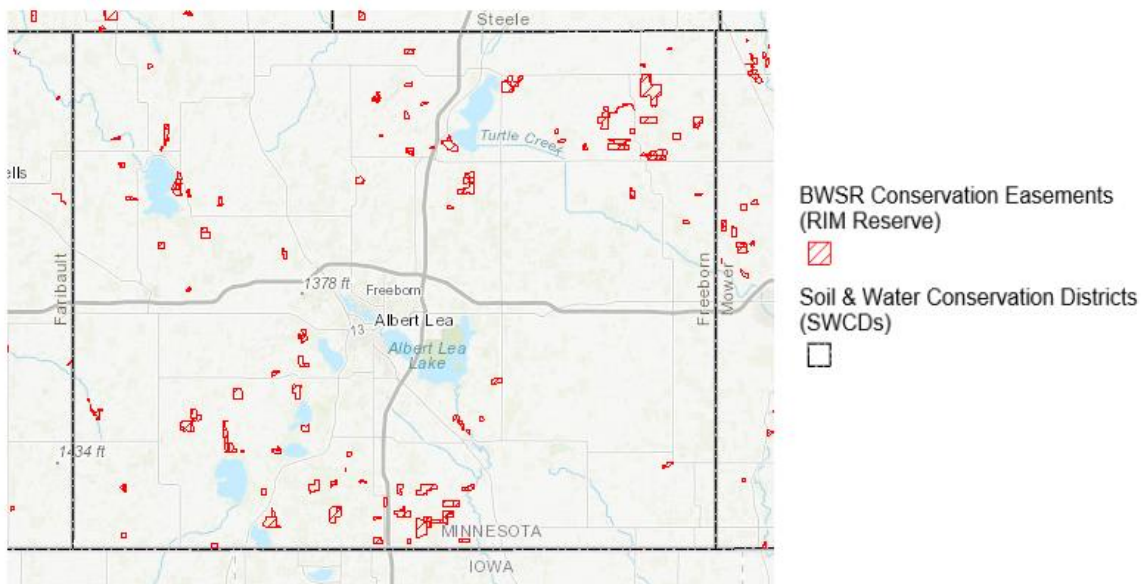 Steele
Turtle Creek
ells
BWSR Conservation Easements
(RIM Reserve)
Soil & Water Conservation Districts
(SWCDs)
Faribault
Freeborn
Mower
1378 ft
Freeborn
Albert Lea
13
Albert Lea
Lake
1434 ft
MINNESOTA
IOWA